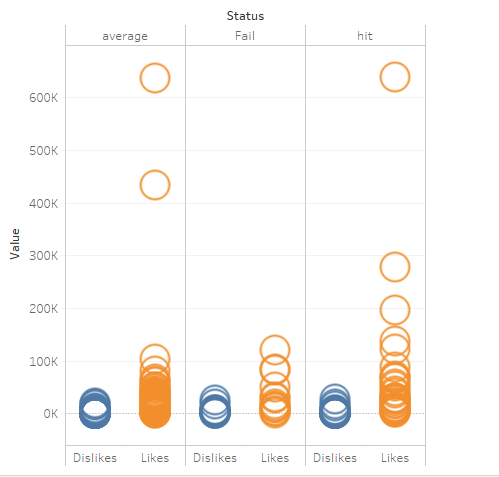 Status
average Fail hit
600K
500K
400K
300K
200K
100K
0K
Value
Dislikes Likes Dislikes Likes Dislikes Likes